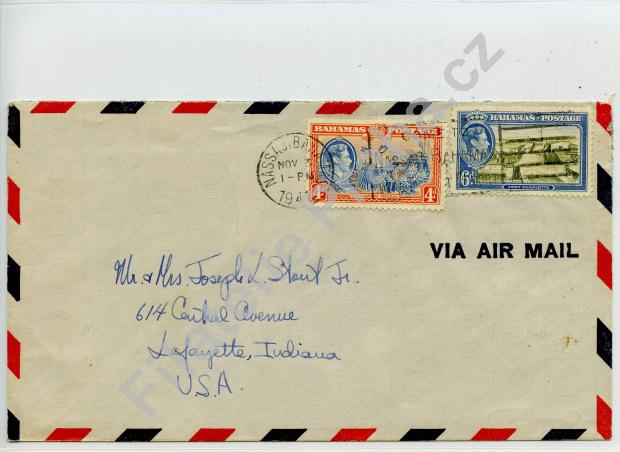 BAHAMAS POSTAGE
4d 4d
BAHAMAS POSTAGE
6d
FORT CHARLOTTE
NOV
1-PM
VIA AIR MAIL
Mr. & Mrs. Joseph L. Stout Jr.
614 Central Avenue
Lafayette, Indiana
U.S.A.